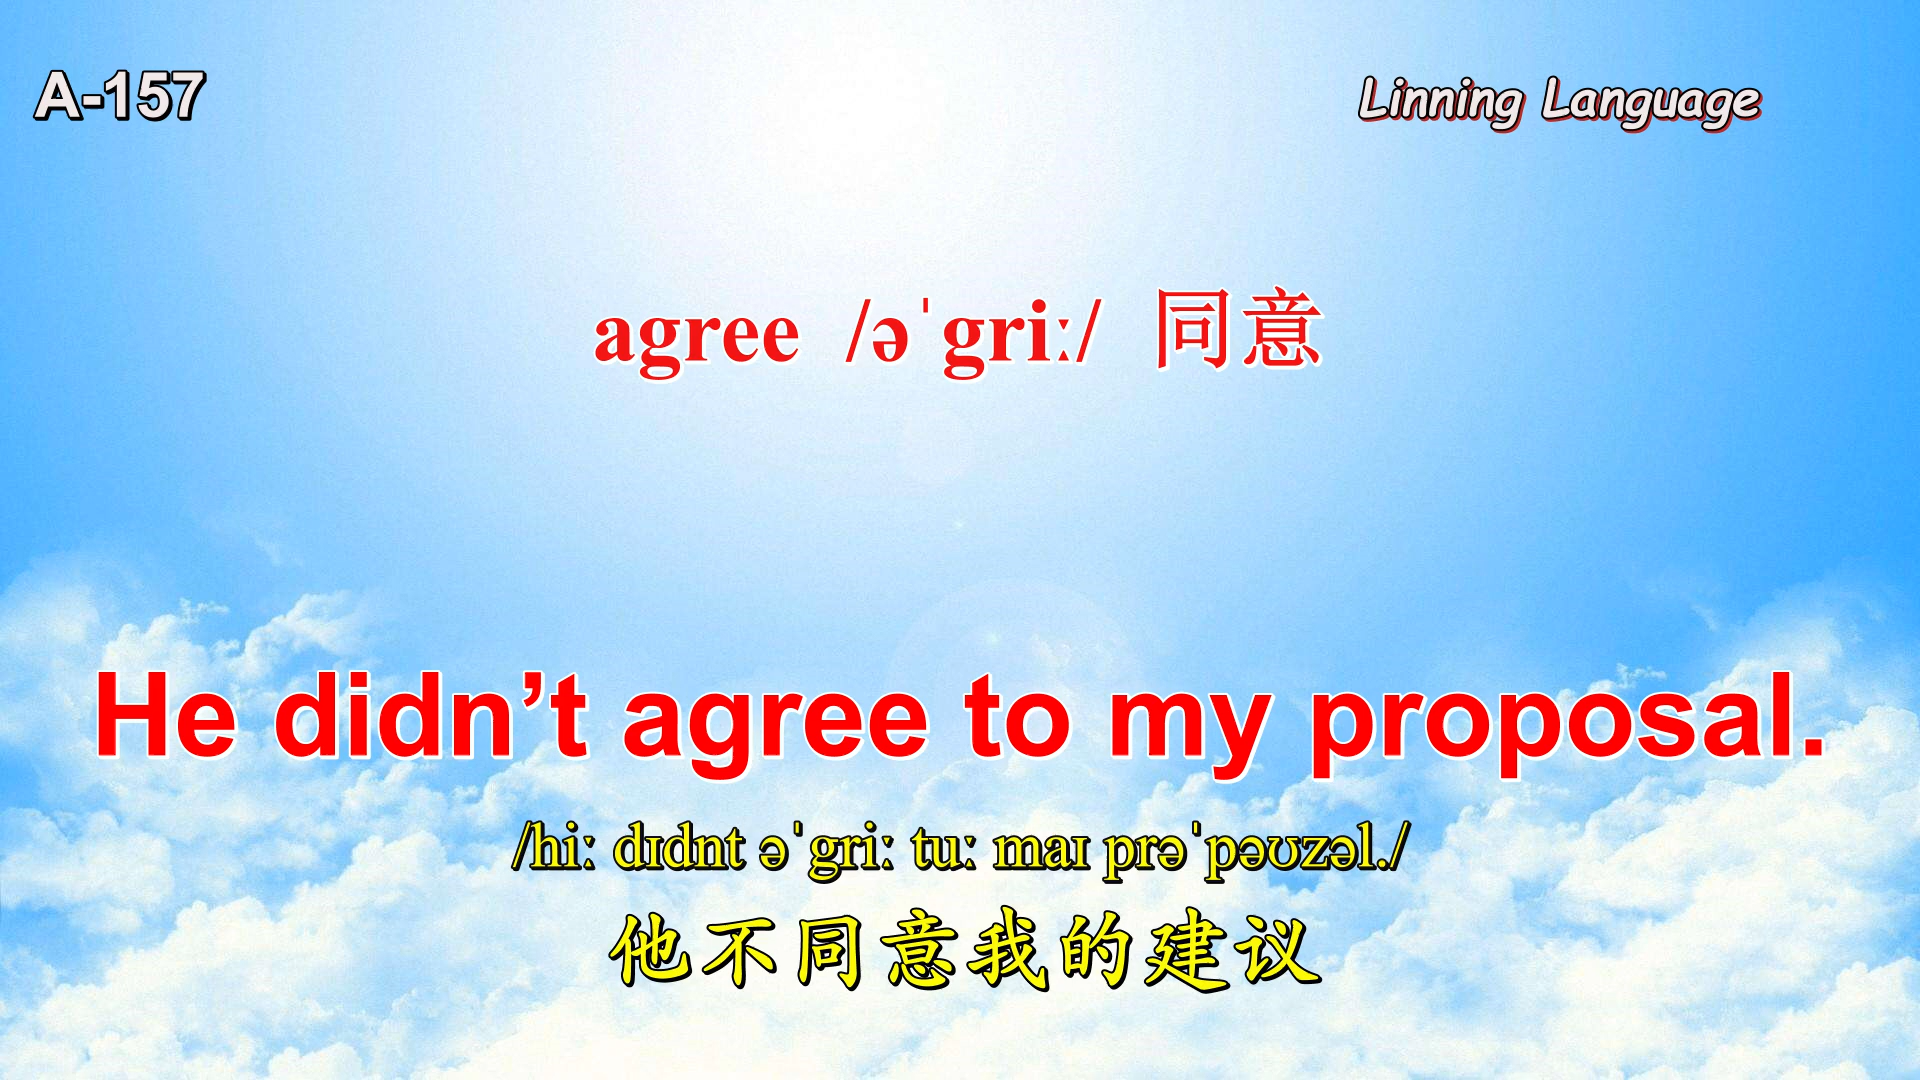 A-157
Linning Language
agree /əˈgriː/ 同意
He didn’t agree to my proposal.
/hiː dɪdnt əˈgriː tuː maɪ prəˈpəʊzəl./
他不同意我的建议